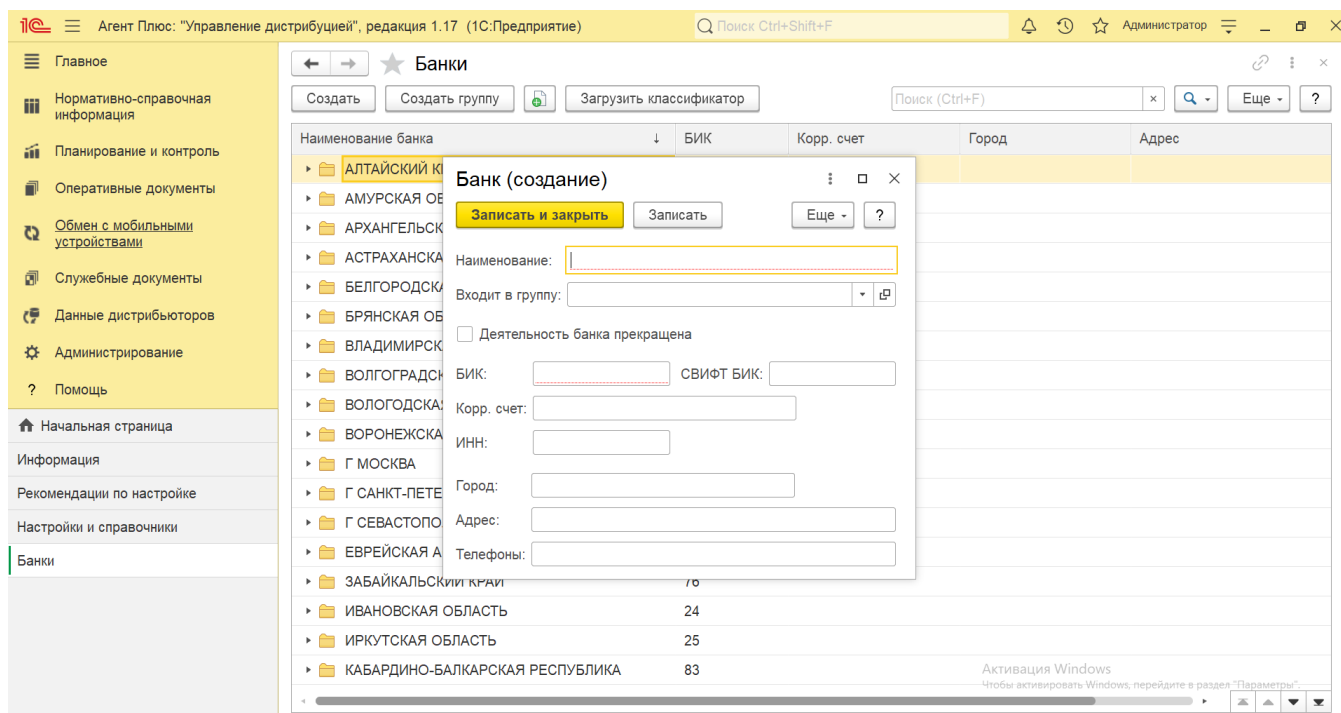 Агент Плюс: "Управление дистрибуцией", редакция 1.17 (1С:Предприятие)
Поиск Ctrl+Shift+F
Администратор
Главное
Нормативно-справочная
информация
Планирование и контроль
Оперативные документы
Обмен с мобильными
устройствами
Служебные документы
Данные дистрибьюторов
Администрирование
? Помощь
Начальная страница
Информация
Рекомендации по настройке
Настройки и справочники
Банки
Банки
Создать Создать группу Загрузить классификатор Поиск (Ctrl+F) × Еще ?
Наименование банка ↓ БИК Корр. счет Город Адрес
АЛТАЙСКИЙ
АМУРСКАЯ
АРХАНГЕЛЬСК
АСТРАХАНСКА
БЕЛГОРОДСК
БРЯНСКАЯ ОБ
ВЛАДИМИРСК
ВОЛГОГРАДС
ВОЛОГОДСКА
ВОРОНЕЖСКА
Г МОСКВА
Г САНКТ-ПЕТЕ
Г СЕВАСТОПО
ЕВРЕЙСКАЯ А
ЗАБАЙКАЛЬСКИЙ КРАЙ 76
ИВАНОВСКАЯ ОБЛАСТЬ 24
ИРКУТСКАЯ ОБЛАСТЬ 25
КАБАРДИНО-БАЛКАРСКАЯ РЕСПУБЛИКА 83
Банк (создание)
Записать и закрыть Записать Еще ?
Наименование:
Входит в группу:
Деятельность банка прекращена
БИК: СВИФТ БИК:
Корр. счет:
ИНН:
Город:
Адрес:
Телефоны:
Активация Windows
Чтобы активировать Windows, перейдите в раздел "Параметры".